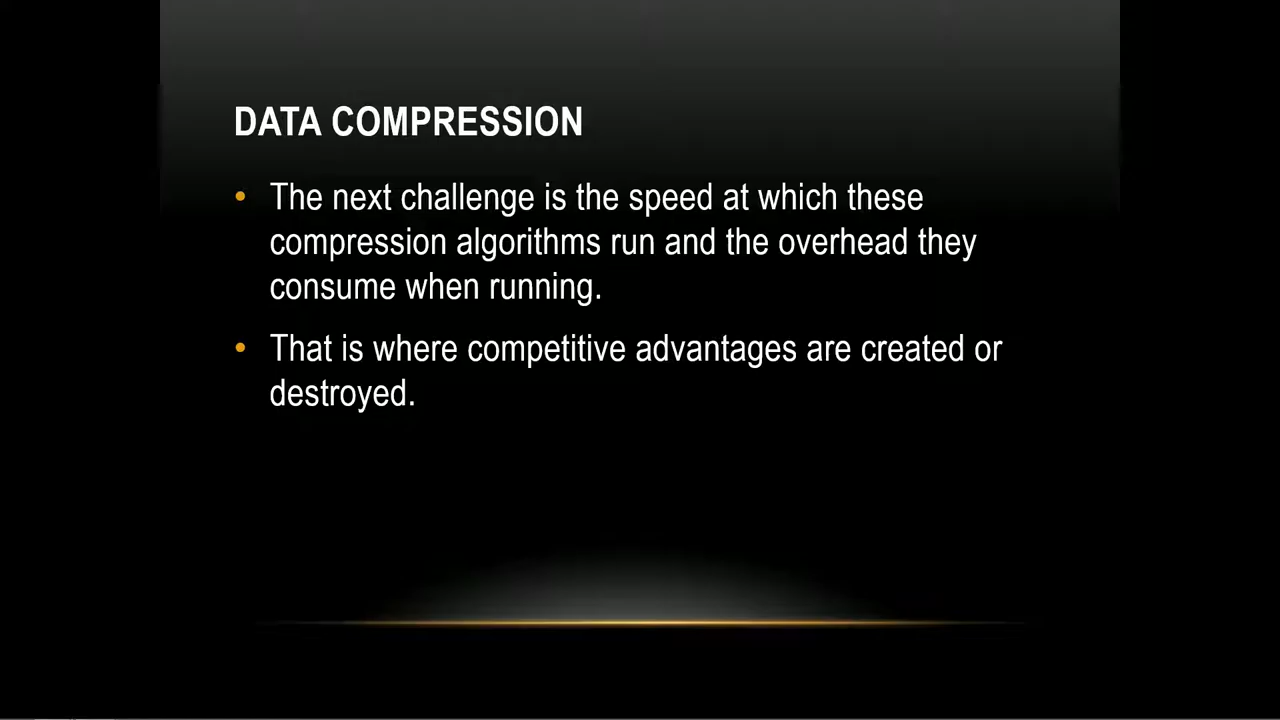 DATA COMPRESSION
• The next challenge is the speed at which these
compression algorithms run and the overhead they
consume when running.
• That is where competitive advantages are created or
destroyed.